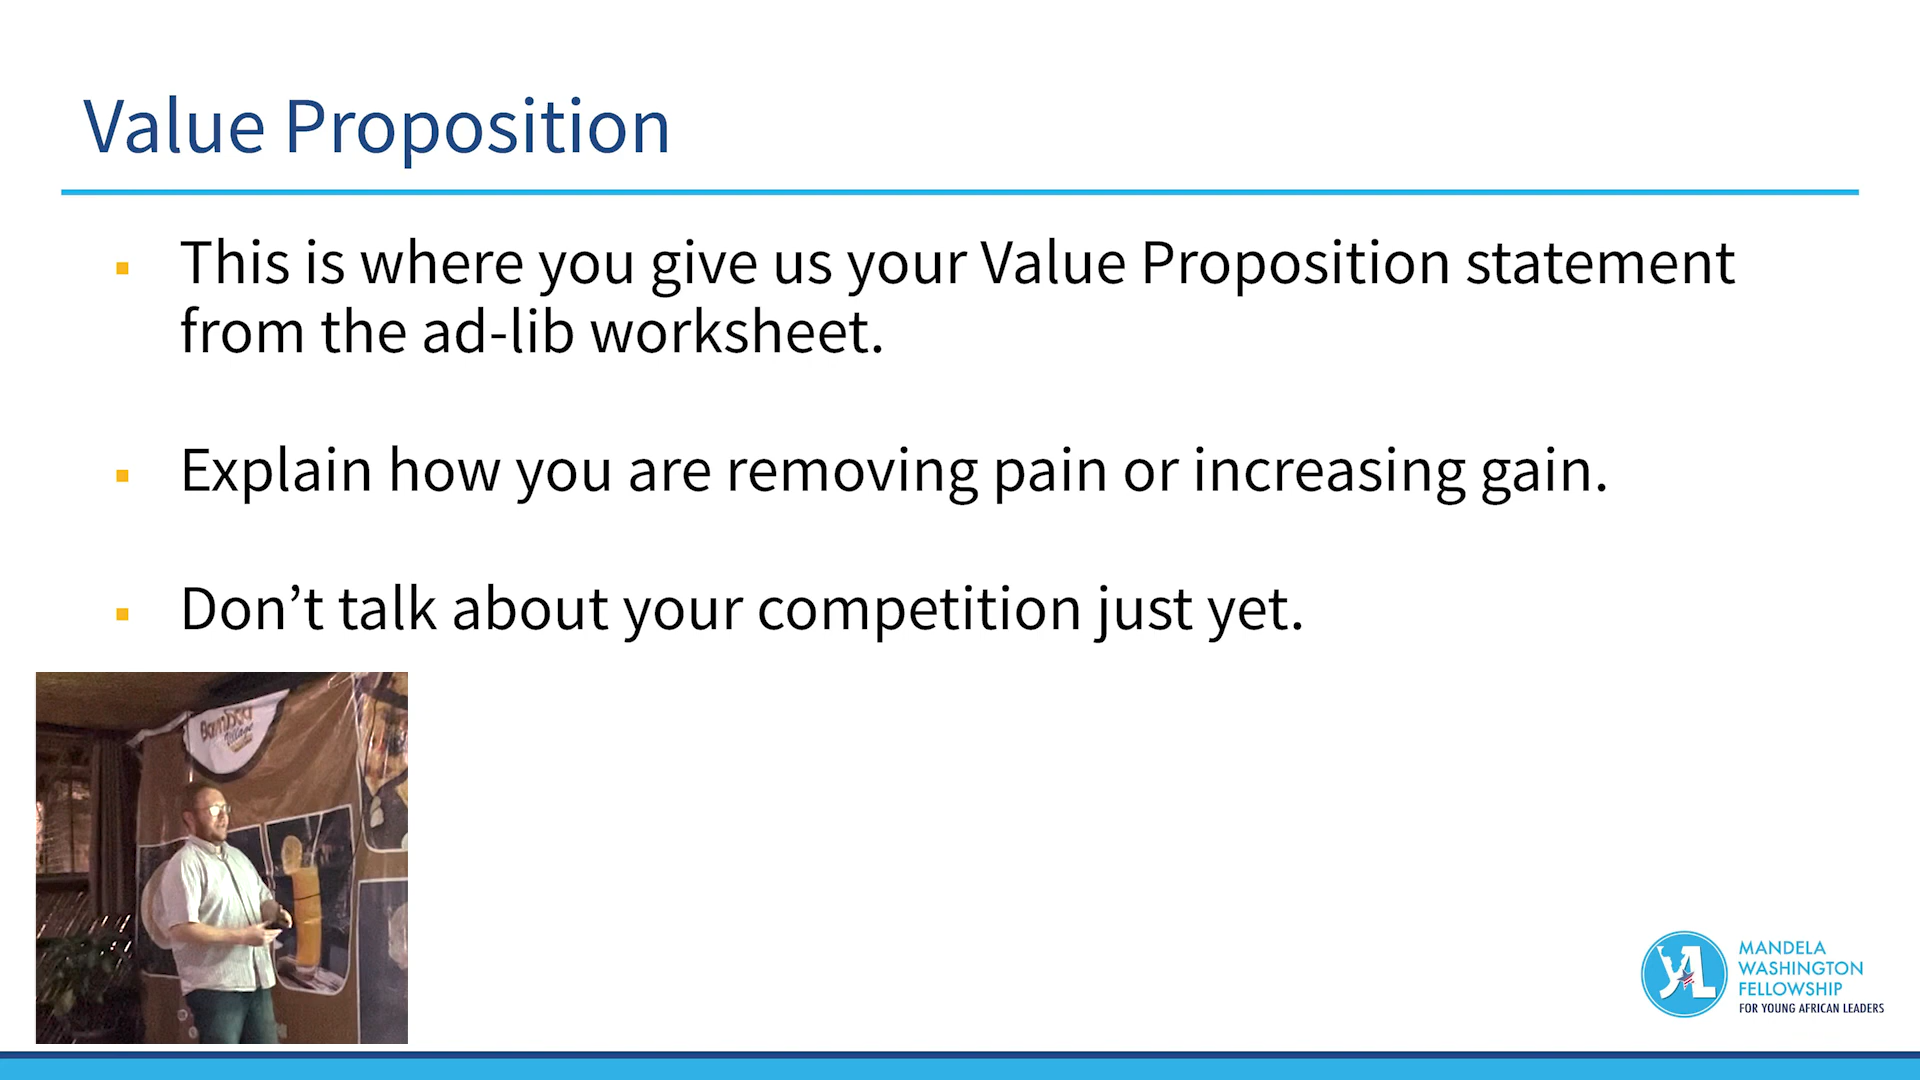 Value Proposition
This is where you give us your Value Proposition statement
from the ad-lib worksheet.
Explain how you are removing pain or increasing gain.
Don’t talk about your competition just yet.
Bamboo
Village
MANDELA
WASHINGTON
FELLOWSHIP
FOR YOUNG AFRICAN LEADERS